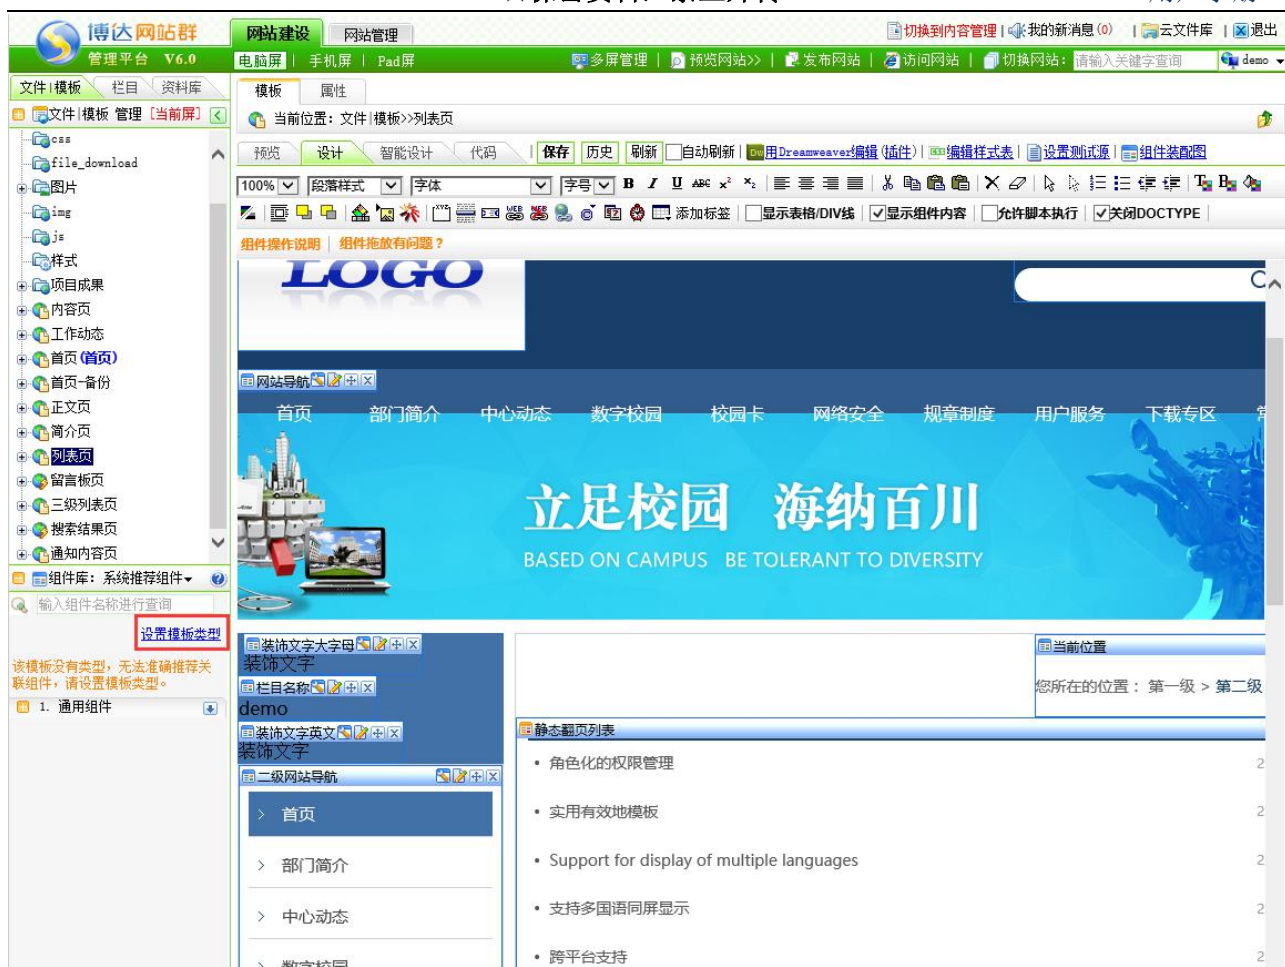 博达网站群
管理平台 V6.0
网站建设 网站管理
切换到内容管理 | 我的新消息(0) | 云文件库 | 退出
电脑屏 | 手机屏 | Pad屏
多屏管理 | 预览网站>> | 发布网站 | 访问网站 | 切换网站: 请输入关键字查询 demo
文件|模板 栏目 资料库
模板 属性
文件|模板 管理 [当前屏]
当前位置: 文件|模板>>列表页
预览 设计 智能设计 代码 | 保存 历史 刷新 自动刷新 | Dw用Dreamweaver编辑(插件) | 编辑样式表 | 设置测试源 | 组件装配图
100% 段落样式 字体 字号 B I U ABC x² x₂
添加标签 显示表格/DIV线 | 显示组件内容 | 允许脚本执行 | 关闭DOCTYPE
组件操作说明 | 组件拖放有问题?
css
file_download
图片
img
js
样式
项目成果
内容页
工作动态
首页(首页)
首页-备份
正文页
简介页
列表页
留言板页
三级列表页
搜索结果页
通知内容页
组件库: 系统推荐组件
输入组件名称进行查询
设置模板类型
该模板没有类型, 无法准确推荐关
联组件, 请设置模板类型。
1. 通用组件
LOGO
网站导航
首页 部门简介 中心动态 数字校园 校园卡 网络安全 规章制度 用户服务 下载专区
立足校园 海纳百川
BASED ON CAMPUS BE TOLERANT TO DIVERSITY
装饰文字大字母
装饰文字
栏目名称
demo
装饰文字英文
装饰文字
二级网站导航
> 首页
> 部门简介
> 中心动态
当前位置
您所在的位置: 第一级 > 第二级
静态翻页列表
• 角色化的权限管理 2
• 实用有效地模板 2
• Support for display of multiple languages 2
• 支持多国语同屏显示 2
• 跨平台支持 2